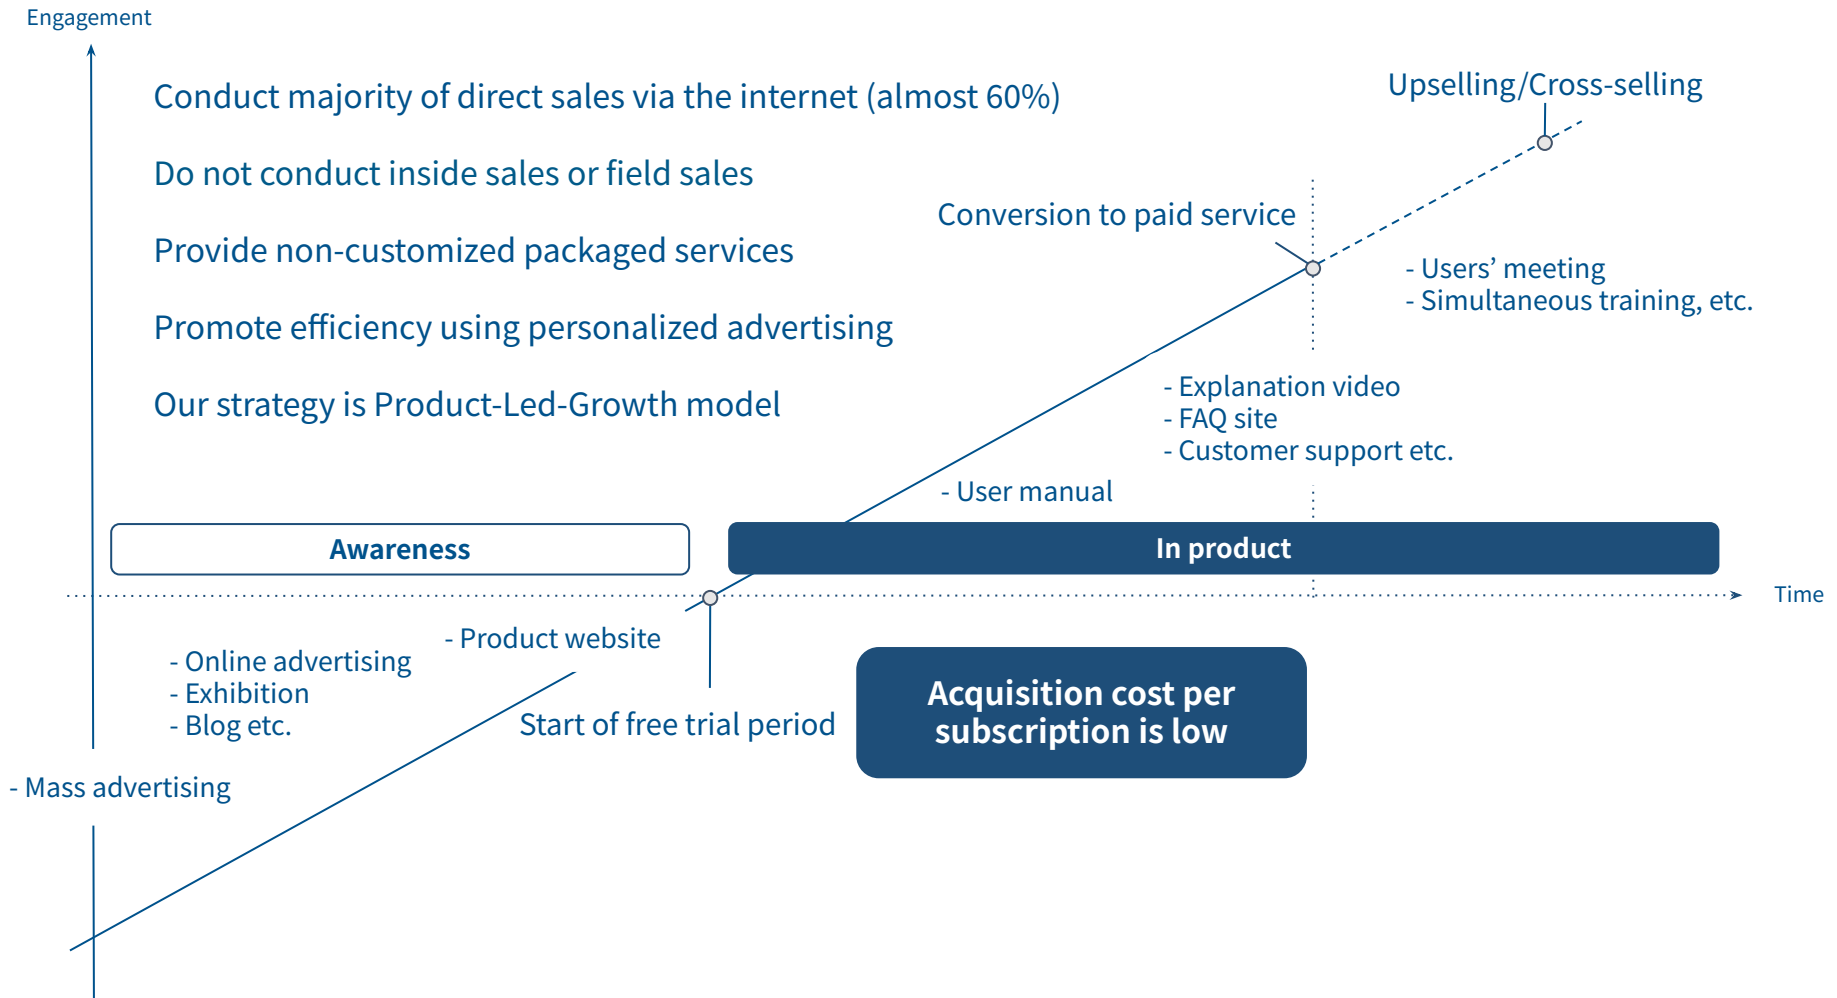 Engagement
Conduct majority of direct sales via the internet (almost 60%)
Do not conduct inside sales or field sales
Provide non-customized packaged services
Promote efficiency using personalized advertising
Our strategy is Product-Led-Growth model
Upselling/Cross-selling
Conversion to paid service
- Users’ meeting
- Simultaneous training, etc.
- Explanation video
- FAQ site
- Customer support etc.
- User manual
Awareness
In product
Time
- Product website
- Online advertising
- Exhibition
- Blog etc.
Start of free trial period
- Mass advertising
Acquisition cost per
subscription is low